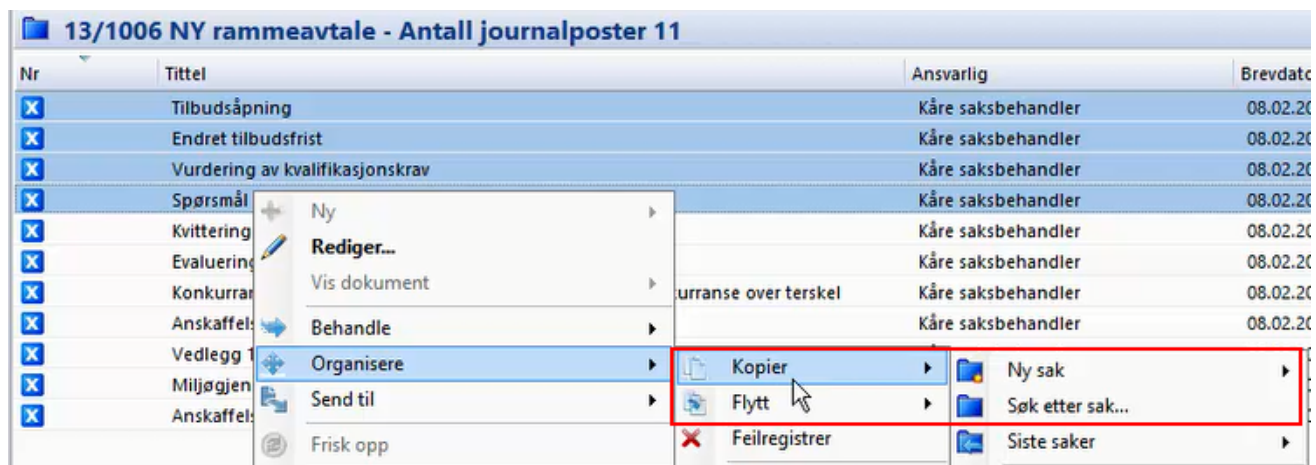 13/1006 NY rammeavtale - Antall journalposter 11
Nr Tittel Ansvarlig Brevdato
Tilbudsåpning Kåre saksbehandler 08.02.20
Endret tilbudsfrist Kåre saksbehandler 08.02.20
Vurdering av kvalifikasjonskrav Kåre saksbehandler 08.02.20
Spørsmål Kåre saksbehandler 08.02.20
Ny
Kvittering Kåre saksbehandler 08.02.20
Rediger...
Evaluering Kåre saksbehandler 08.02.20
Vis dokument
Konkurran urranse over terskel Kåre saksbehandler 08.02.20
Anskaffels Kåre saksbehandler 08.02.20
Behandle
Vedlegg 1
Organisere Kopier Ny sak
Miljøgjen
Send til Flytt Søk etter sak...
Anskaffels
Frisk opp Feilregistrer Siste saker